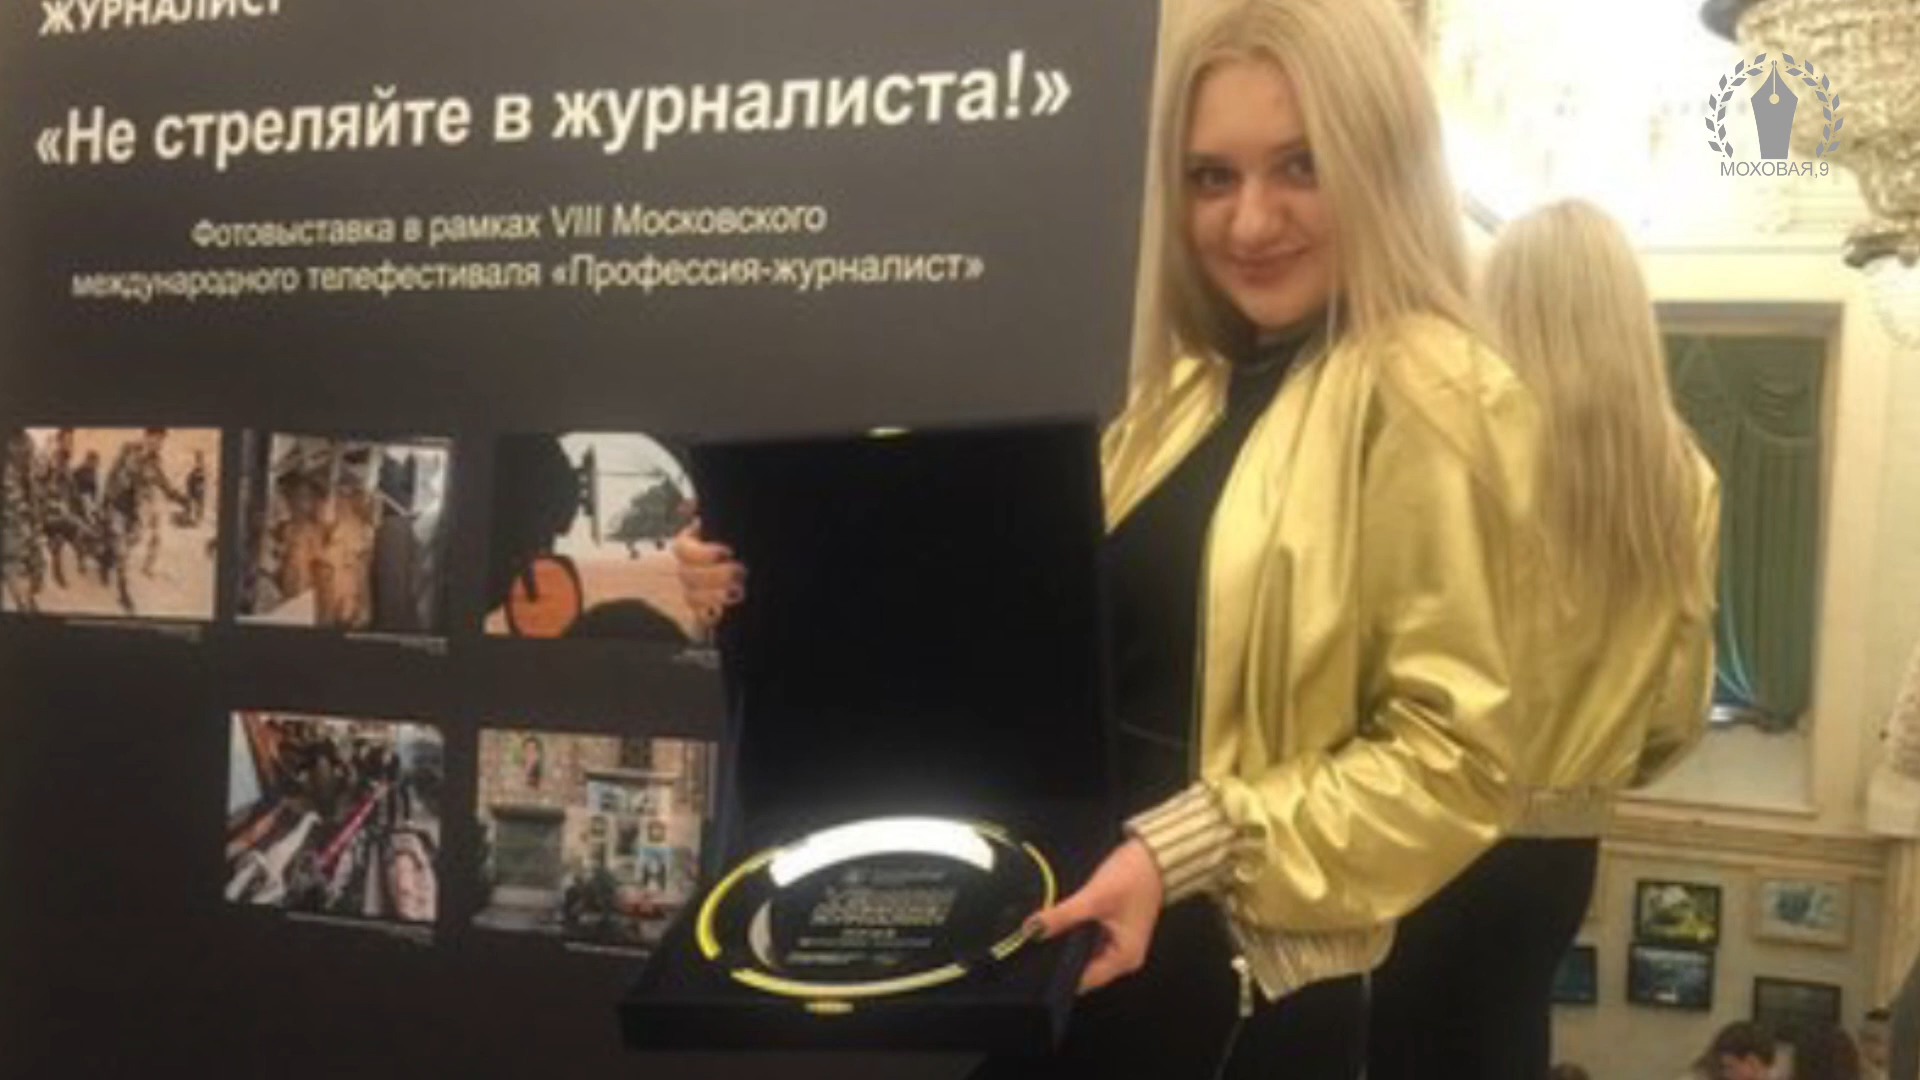 ЖУРНАЛИСТ
«Не стреляйте в журналиста!»
Фотовыставка в рамках VIII Московского
международного телефестиваля «Профессия-журналист»
МОХОВАЯ,9